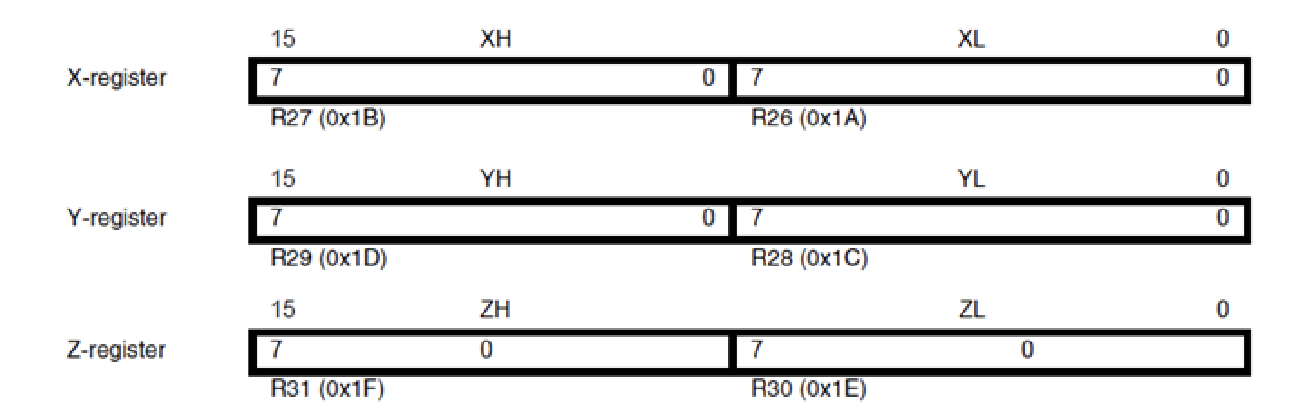 15 XH XL 0
X-register 7 0 7 0
R27 (0x1B) R26 (0x1A)
15 YH YL 0
Y-register 7 0 7 0
R29 (0x1D) R28 (0x1C)
15 ZH ZL 0
Z-register 7 0 7 0
R31 (0x1F) R30 (0x1E)